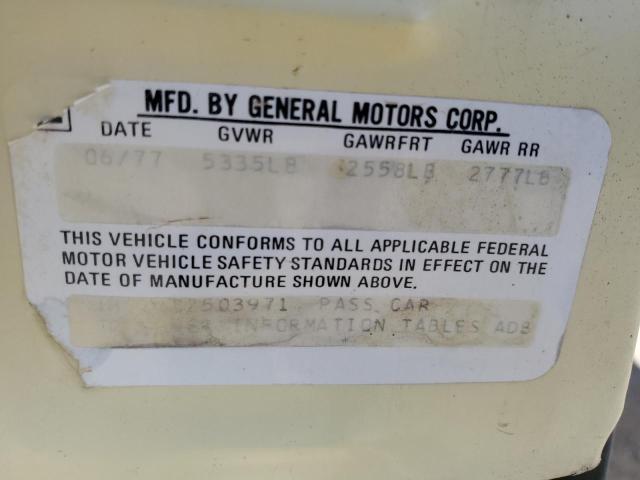 MFD. BY GENERAL MOTORS CORP.
DATE GVWR GAWRFRT GAWR RR
06/77 5335LB 2558LB 2777LB
THIS VEHICLE CONFORMS TO ALL APPLICABLE FEDERAL
MOTOR VEHICLE SAFETY STANDARDS IN EFFECT ON THE
DATE OF MANUFACTURE SHOWN ABOVE.
PASS CAR
INFORMATION TABLES ADB